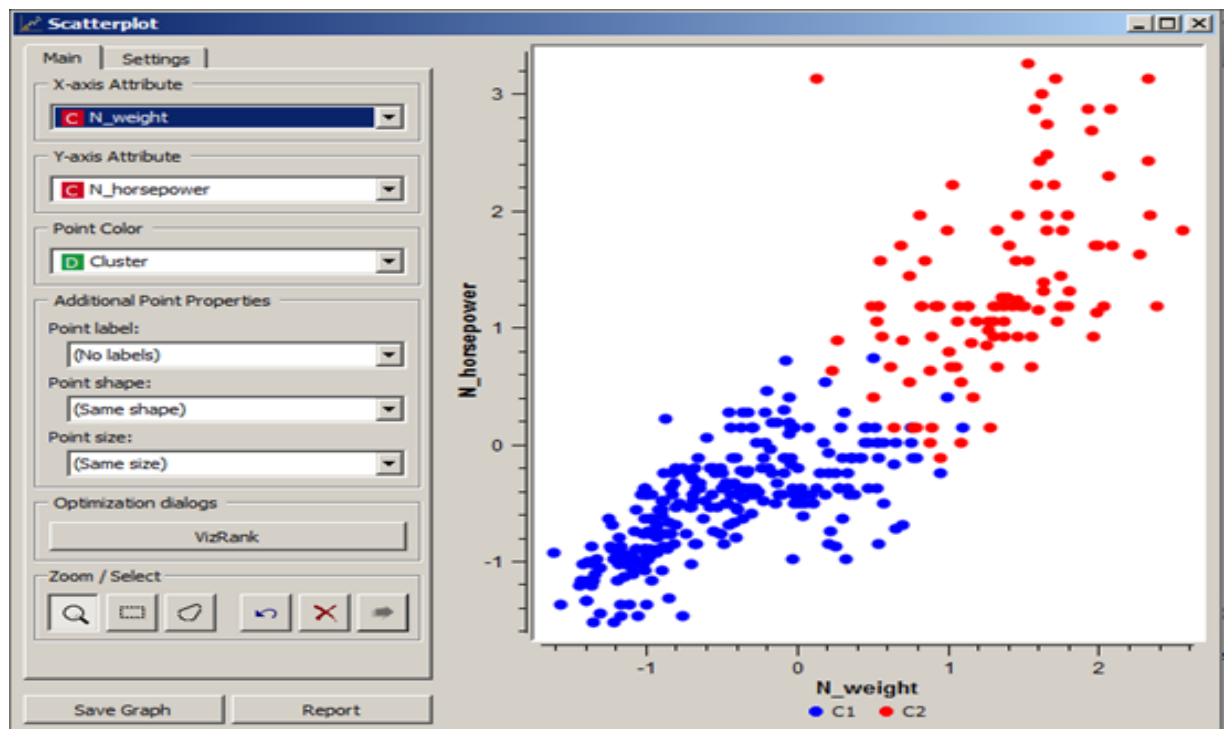 Scatterplot
Main
Settings
X-axis Attribute
C N_weight
Y-axis Attribute
C N_horsepower
Point Color
D Cluster
Additional Point Properties
Point label:
(No labels)
Point shape:
(Same shape)
Point size:
(Same size)
Optimization dialogs
VizRank
Zoom / Select
Save Graph
Report
N_horsepower
3
2
1
0
-1
-1
0
1
2
N_weight
C1
C2